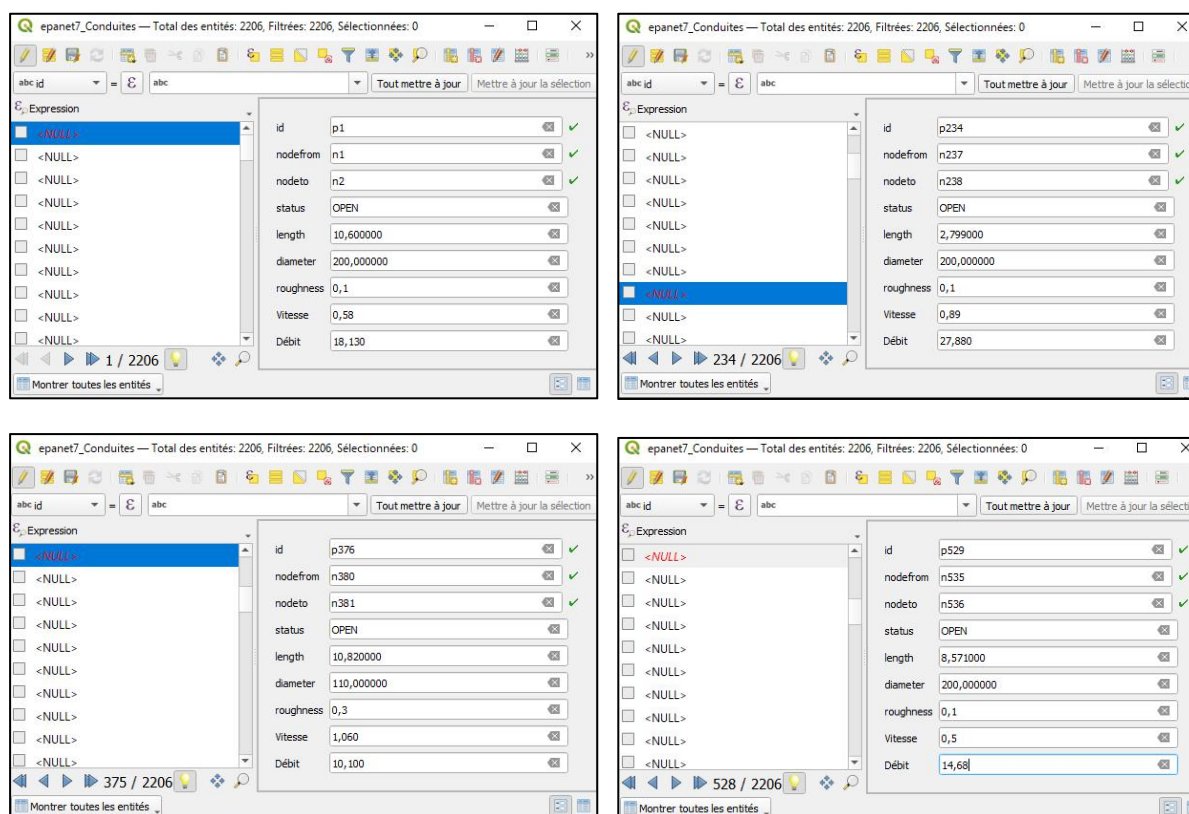 epanet7_Conduites — Total des entités: 2206, Filtrées: 2206, Sélectionnées: 0
abc id = ε abc Tout mettre à jour Mettre à jour la sélection
Expression
<NULL>
<NULL>
<NULL>
<NULL>
<NULL>
<NULL>
<NULL>
<NULL>
<NULL>
<NULL>
id p1
nodefrom n1
nodeto n2
status OPEN
length 10,600000
diameter 200,000000
roughness 0,1
Vitesse 0,58
Débit 18,130
1 / 2206
Montrer toutes les entités
epanet7_Conduites — Total des entités: 2206, Filtrées: 2206, Sélectionnées: 0
abc id = ε abc Tout mettre à jour Mettre à jour la sélectio
Expression
<NULL>
<NULL>
<NULL>
<NULL>
<NULL>
<NULL>
<NULL>
<NULL>
<NULL>
<NULL>
id p234
nodefrom n237
nodeto n238
status OPEN
length 2,799000
diameter 200,000000
roughness 0,1
Vitesse 0,89
Débit 27,880
234 / 2206
Montrer toutes les entités
epanet7_Conduites — Total des entités: 2206, Filtrées: 2206, Sélectionnées: 0
abc id = ε abc Tout mettre à jour Mettre à jour la sélection
Expression
<NULL>
<NULL>
<NULL>
<NULL>
<NULL>
<NULL>
<NULL>
<NULL>
<NULL>
<NULL>
id p376
nodefrom n380
nodeto n381
status OPEN
length 10,820000
diameter 110,000000
roughness 0,3
Vitesse 1,060
Débit 10,100
375 / 2206
Montrer toutes les entités
epanet7_Conduites — Total des entités: 2206, Filtrées: 2206, Sélectionnées: 0
abc id = ε abc Tout mettre à jour Mettre à jour la sélecti
Expression
<NULL>
<NULL>
<NULL>
<NULL>
<NULL>
<NULL>
<NULL>
<NULL>
<NULL>
<NULL>
id p529
nodefrom n535
nodeto n536
status OPEN
length 8,571000
diameter 200,000000
roughness 0,1
Vitesse 0,5
Débit 14,68
528 / 2206
Montrer toutes les entités